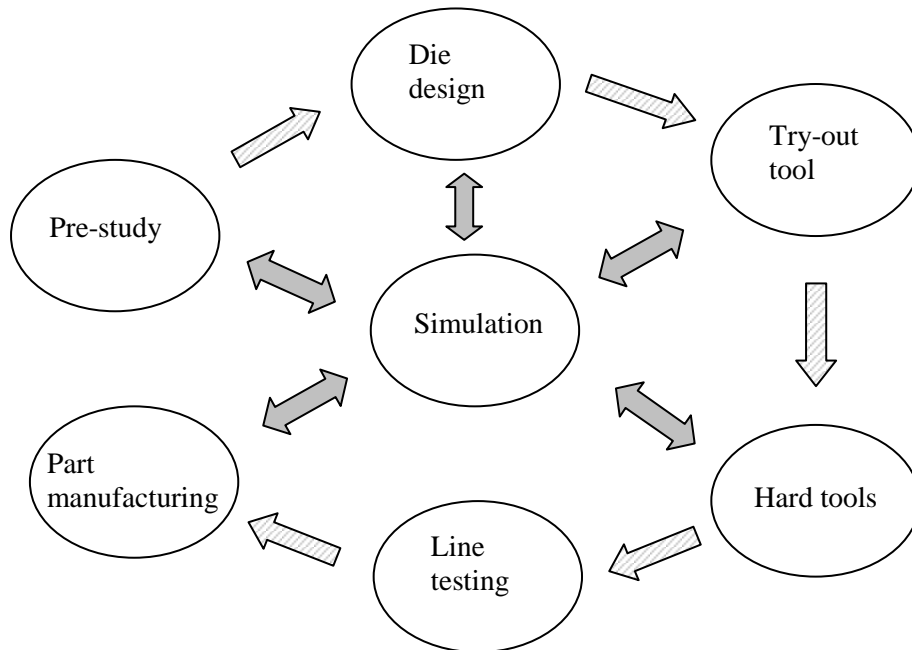 Die
design
Try-out
tool
Pre-study
Simulation
Part
manufacturing
Hard tools
Line
testing